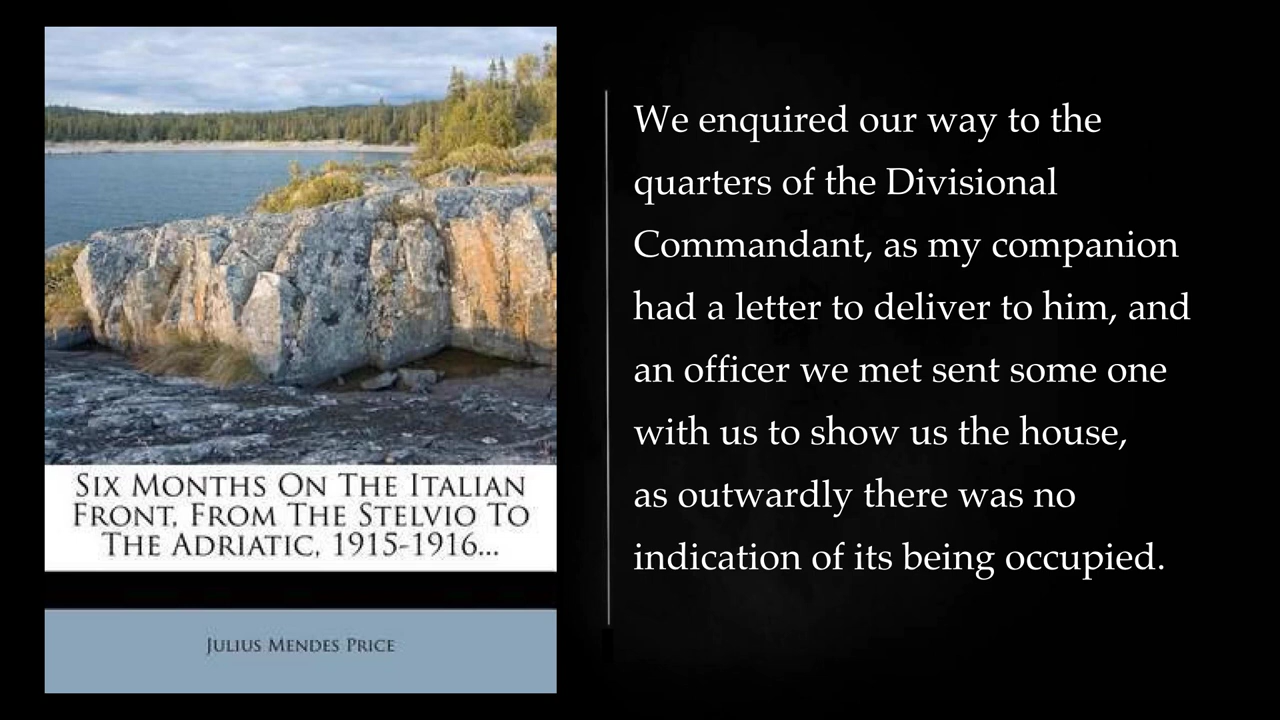 Six Months On The Italian
Front, From The Stelvio To
The Adriatic, 1915-1916...
Julius Mendes Price
We enquired our way to the
quarters of the Divisional
Commandant, as my companion
had a letter to deliver to him, and
an officer we met sent some one
with us to show us the house,
as outwardly there was no
indication of its being occupied.